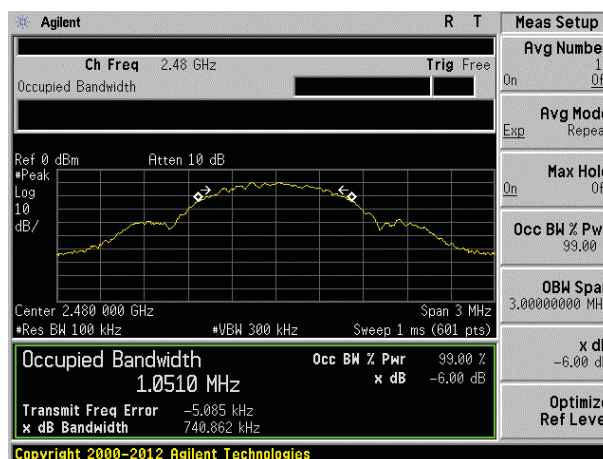 Agilent R T
Ch Freq 2.48 GHz Trig Free
Occupied Bandwidth
Ref 0 dBm Atten 10 dB
#Peak
Log
10
dB/
Center 2.480 000 GHz Span 3 MHz
#Res BW 100 kHz #VBW 300 kHz Sweep 1 ms (601 pts)
Occupied Bandwidth Occ BW % Pwr 99.00 %
1.0510 MHz x dB -6.00 dB
Transmit Freq Error -5.085 kHz
x dB Bandwidth 740.862 kHz
Copyright 2000-2012 Agilent Technologies
Meas Setup
Avg Numbe
1
On Of
Avg Mode
Exp Repea
Max Hol
On Of
Occ BW % Pw
99.00
OBW Spa
3.00000000 MH
x d
-6.00 d
Optimiz
Ref Leve